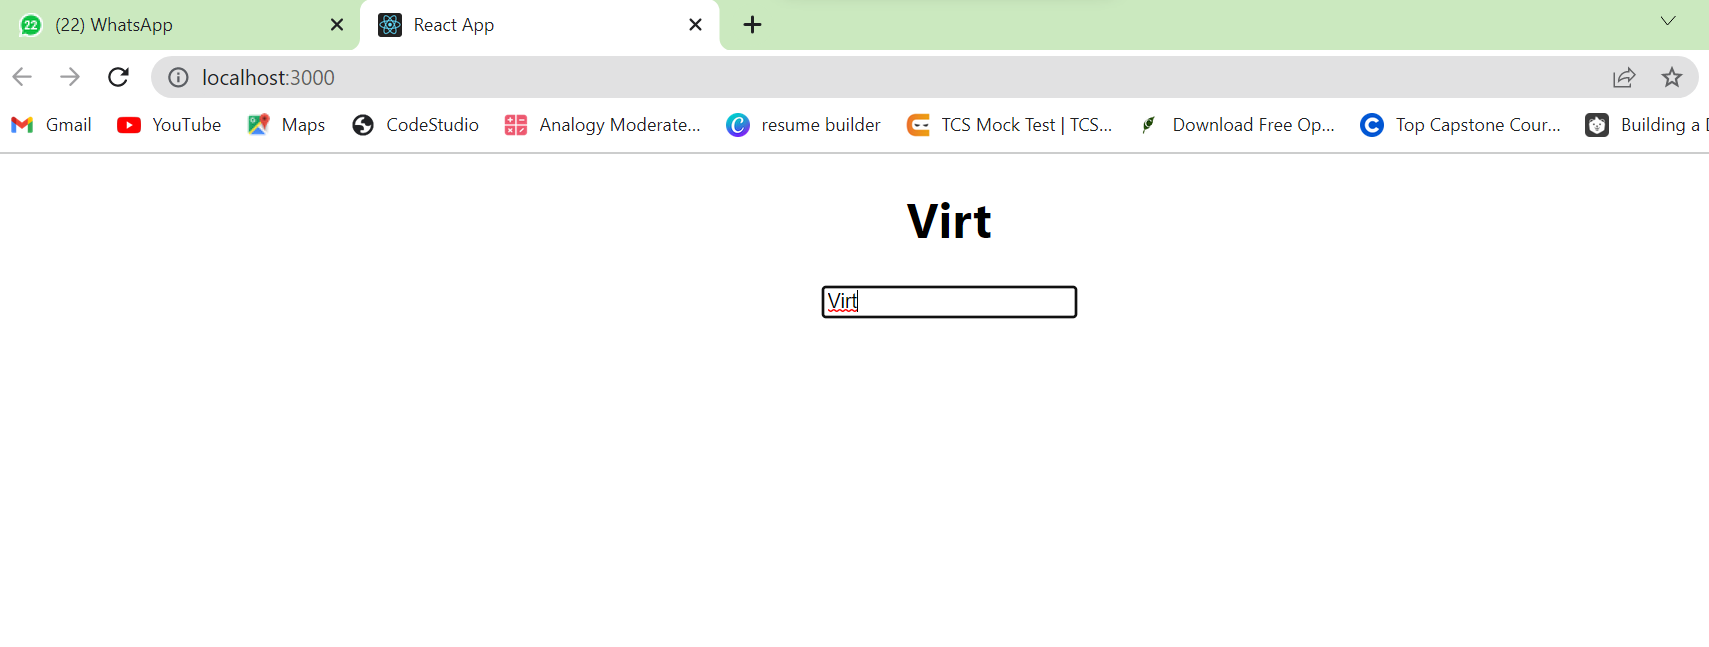 22 (22) WhatsApp React App
localhost:3000
Gmail YouTube Maps CodeStudio Analogy Moderate... resume builder TCS Mock Test | TCS... Download Free Op... Top Capstone Cour... Building a
Virt
Virt